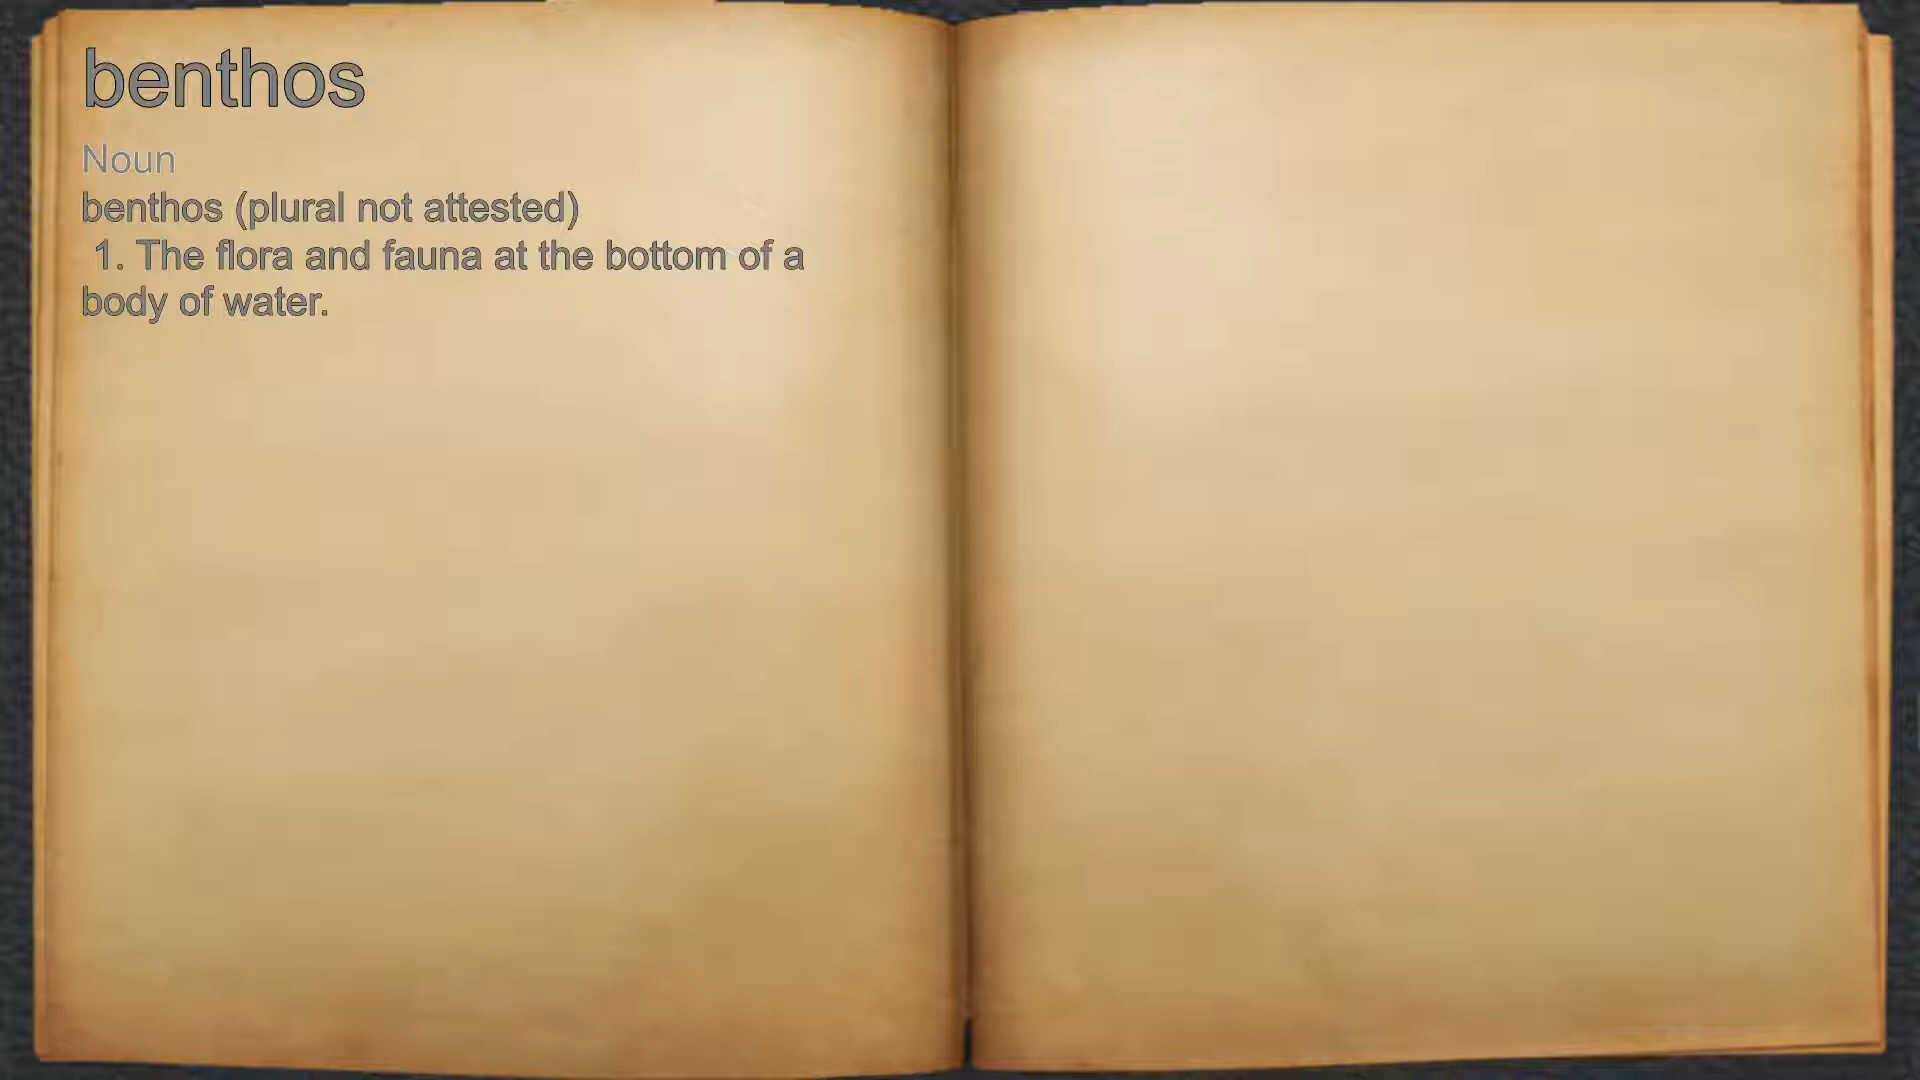 benthos
Noun
benthos (plural not attested)
1. The flora and fauna at the bottom of a
body of water.